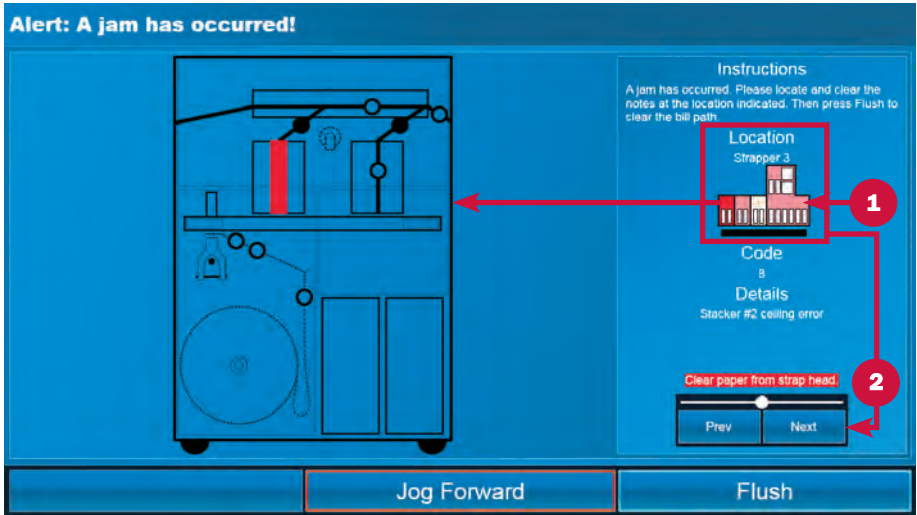 Alert: A jam has occurred!
Instructions
A jam has occurred. Please locate and clear the
notes at the location indicated. Then press Flush to
clear the bill path.
Location
Strapper 3
1
Code
8
Details
Stacker #2 ceiling error
Clear paper from strap head.
2
Prev
Next
Jog Forward
Flush